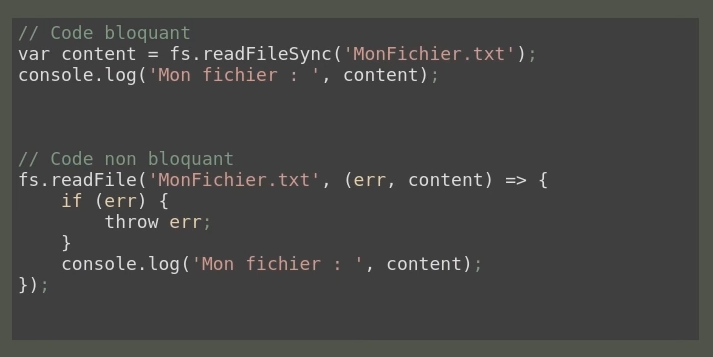 // Code bloquant
var content = fs.readFileSync('MonFichier.txt');
console.log('Mon fichier : ', content);
// Code non bloquant
fs.readFile('MonFichier.txt', (err, content) => {
    if (err) {
        throw err;
    }
    console.log('Mon fichier : ', content);
});